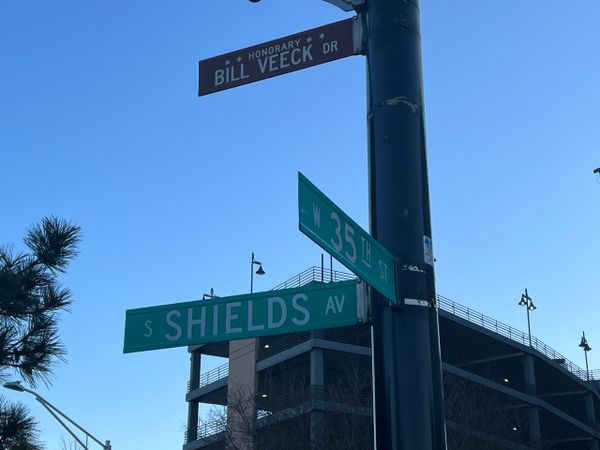 * * HONORARY * *
BILL VEECK DR
W 35TH ST
S SHIELDS AV